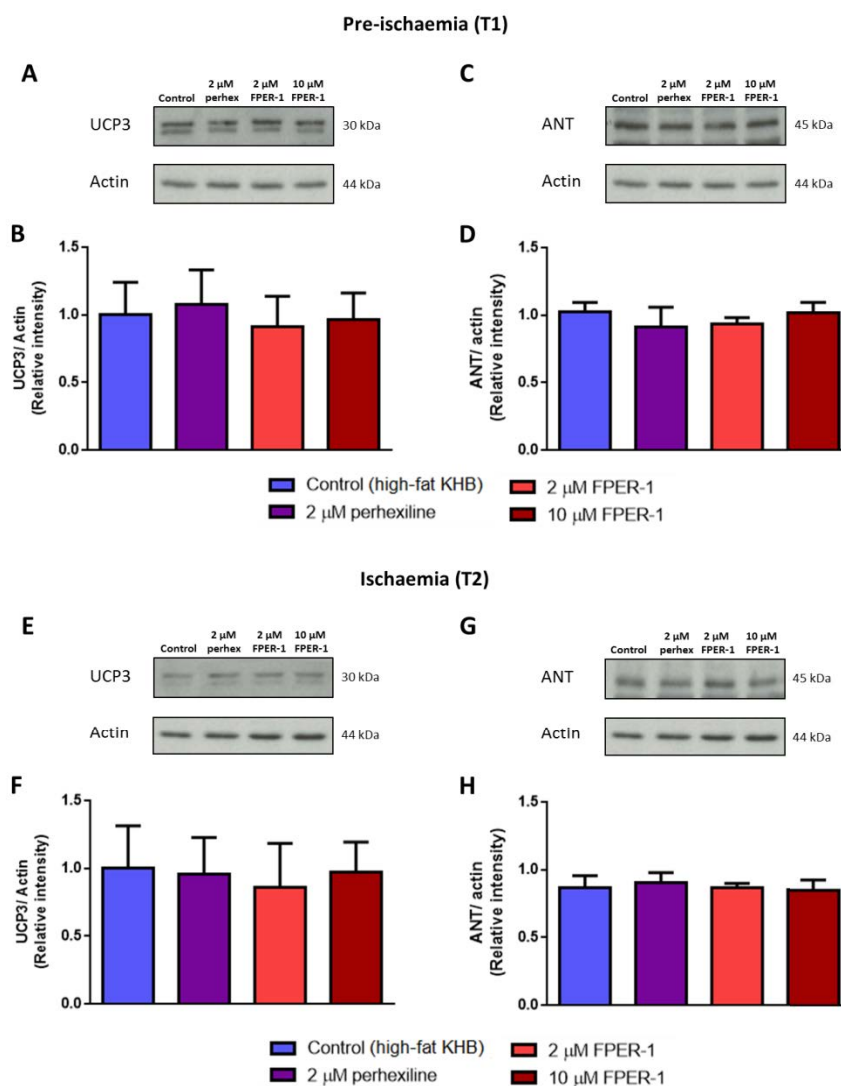 Pre-ischaemia (T1)
A
Control
2 µM perhex
2 µM FPER-1
10 µM FPER-1
UCP3
30 kDa
Actin
44 kDa
C
Control
2 µM perhex
2 µM FPER-1
10 µM FPER-1
ANT
45 kDa
Actin
44 kDa
B
UCP3/ Actin
(Relative intensity)
1.5
1.0
0.5
0.0
D
ANT/ actin
(Relative intensity)
1.5
1.0
0.5
0.0
Control (high-fat KHB)
2 µM perhexiline
2 µM FPER-1
10 µM FPER-1
Ischaemia (T2)
E
Control
2 µM perhex
2 µM FPER-1
10 µM FPER-1
UCP3
30 kDa
Actin
44 kDa
G
Control
2 µM perhex
2 µM FPER-1
10 µM FPER-1
ANT
45 kDa
Actin
44 kDa
F
UCP3/ Actin
(Relative intensity)
1.5
1.0
0.5
0.0
H
ANT/ actin
(Relative intensity)
1.5
1.0
0.5
0.0
Control (high-fat KHB)
2 µM perhexiline
2 µM FPER-1
10 µM FPER-1